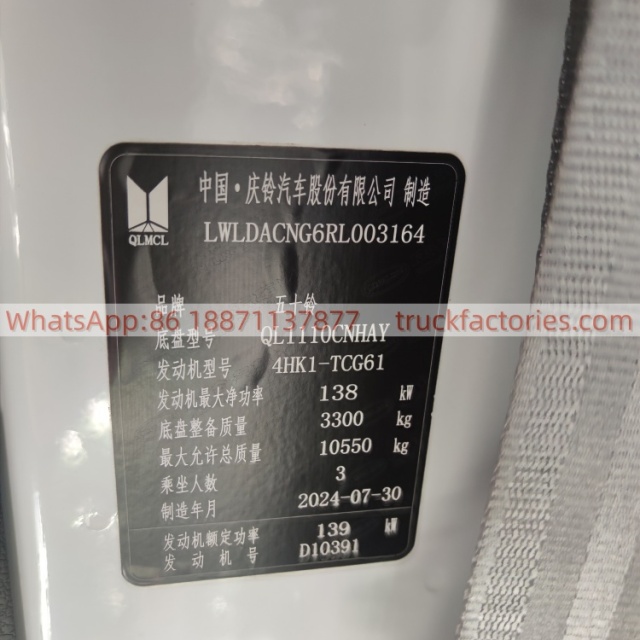 中国·庆铃汽车股份有限公司 制造
QLMCL
LWLDACNG6RL003164
品牌 五十铃
WhatsApp:86 18871137877 truckfactories.com
底盘型号 QL1110CNHAY
发动机型号 4HK1-TCG61
发动机最大净功率 138 kW
底盘整备质量 3300 kg
最大允许总质量 10550 kg
乘坐人数 3
制造年月 2024-07-30
发动机额定功率 139 kW
发动机号 D10391